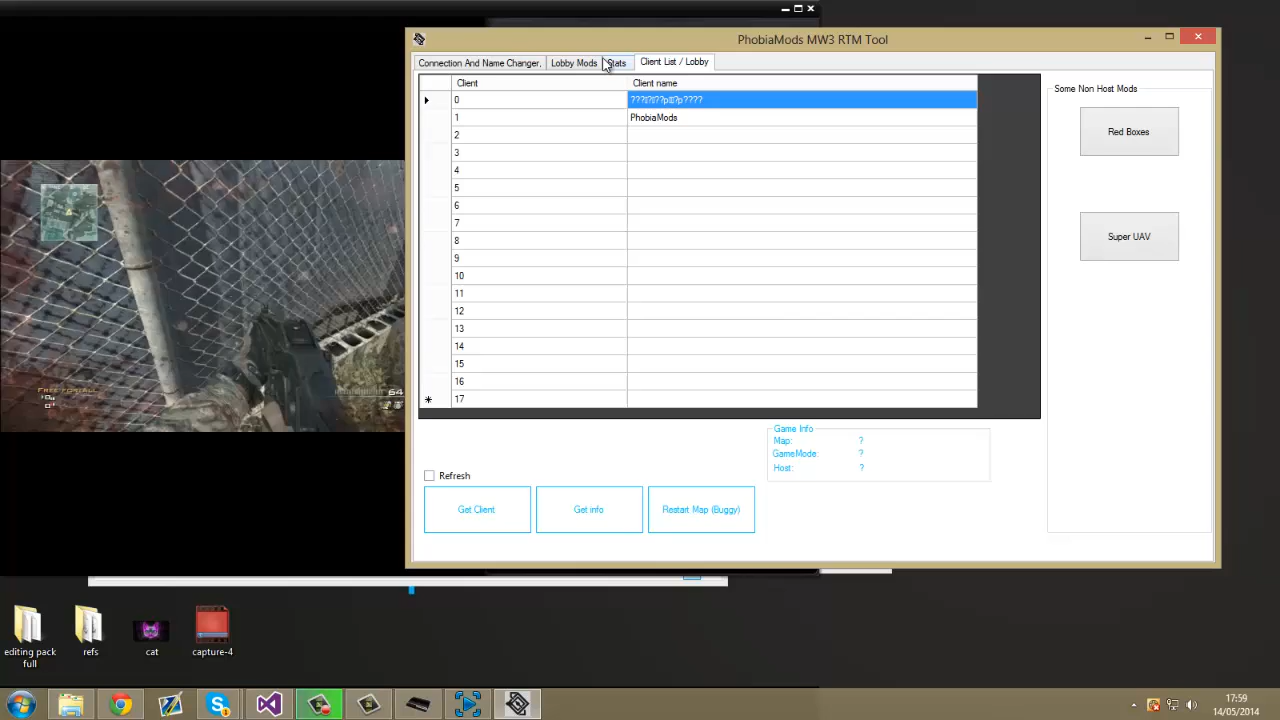 PhobiaMods MW3 RTM Tool
Connection And Name Changer. Lobby Mods Stats Client List / Lobby
Client Client name
0
1 PhobiaMods
2
3
4
5
6
7
8
9
10
11
12
13
14
15
16
17
Some Non Host Mods
Red Boxes
Super UAV
Game Info
Map: ?
GameMode: ?
Host: ?
Refresh
Get Client Get info Restart Map (Buggy)
editing pack full
refs
cat
capture-4
17:59
14/05/2014